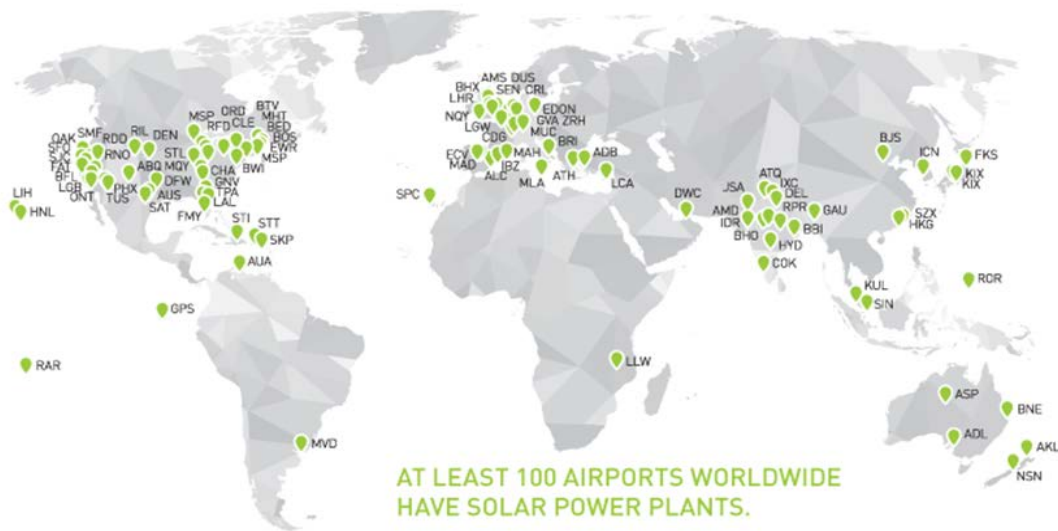 AMS DUS
BHX SEN CRL
LHR EDON
NQY GVA ZRH
LGW CDG MUC
BRI
ECV MAH ADB
MAD IBZ
ALC MLA ATH LCA
SPC
ORD BTV
MSP CLE MHT
RFD BED
BOS
EWR
MSP
BWI
OAK SMF RDD RIL DEN
SFO
SJC RNO
FAT ABQ MQY STL CHA
BFL DFW GNV
LGB PHX TPA
ONT TUS AUS LAL
SAT FMY
LIH
HNL
STI STT
SKP
AUA
GPS
RAR
MVD
LLW
DWC
ATQ
JSA IXC
DEL
AMD RPR GAU
IDR BBI
BHO HYD
COK
BJS
ICN FKS
KIX
KIX
SZX
HKG
ROR
KUL
SIN
ASP
BNE
ADL AKL
NSN
AT LEAST 100 AIRPORTS WORLDWIDE
HAVE SOLAR POWER PLANTS.